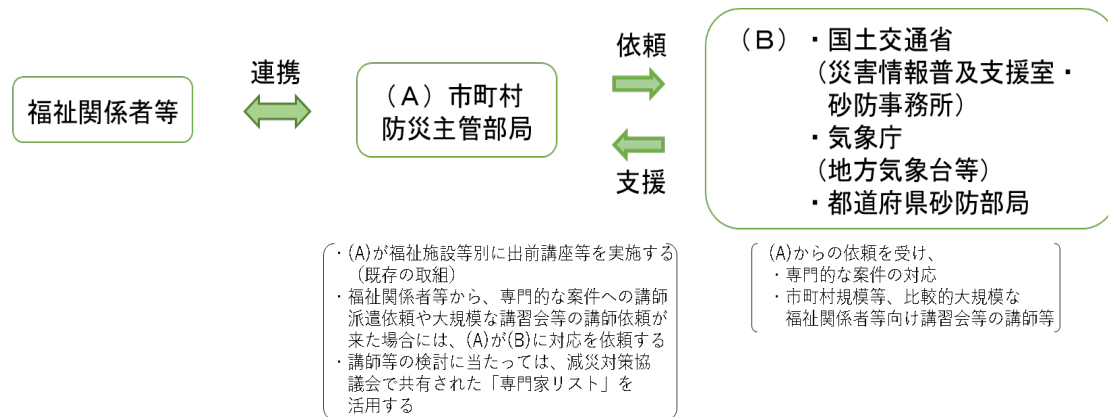 福祉関係者等
連携
（Ａ）市町村
防災主管部局
依頼
支援
（Ｂ）・国土交通省
（災害情報普及支援室・
砂防事務所）
・気象庁
（地方気象台等）
・都道府県砂防部局
・(A)が福祉施設等別に出前講座等を実施する
（既存の取組）
・福祉関係者等から、専門的な案件への講師
派遣依頼や大規模な講習会等の講師依頼が
来た場合には、(A)が(B)に対応を依頼する
・講師等の検討に当たっては、減災対策協
議会で共有された「専門家リスト」を
活用する
(A)からの依頼を受け、
・専門的な案件の対応
・市町村規模等、比較的大規模な
福祉関係者等向け講習会等の講師等